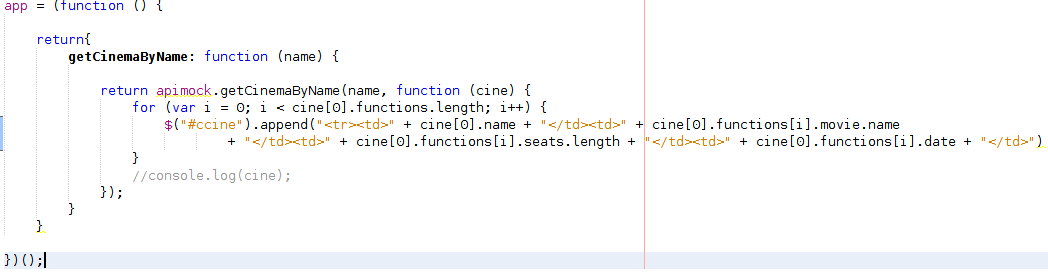 app = (function () {
return{
getCinemaByName: function (name) {
return apimock.getCinemaByName(name, function (cine) {
for (var i = 0; i < cine[0].functions.length; i++) {
$("#ccine").append("<tr><td>" + cine[0].name + "</td><td>" + cine[0].functions[i].movie.name
+ "</td><td>" + cine[0].functions[i].seats.length + "</td><td>" + cine[0].functions[i].date + "</td>")
}
//console.log(cine);
});
}
}
})();